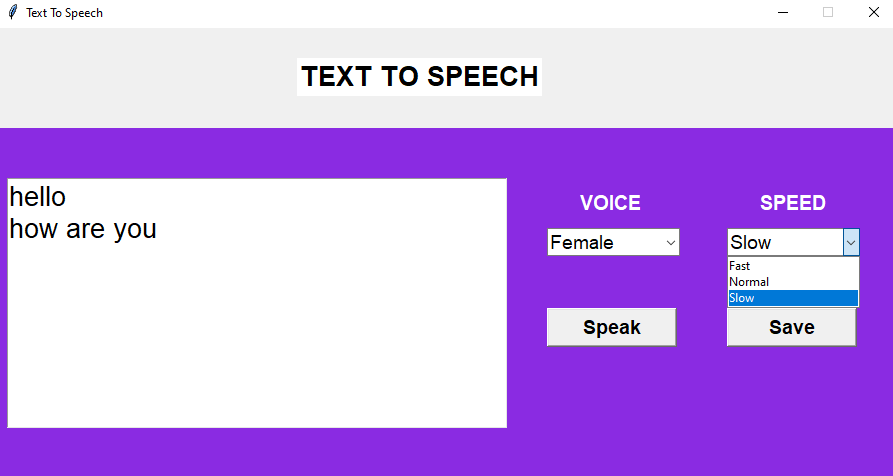 Text To Speech
TEXT TO SPEECH
hello
how are you
VOICE
SPEED
Female
Slow
Fast
Normal
Slow
Speak
Save